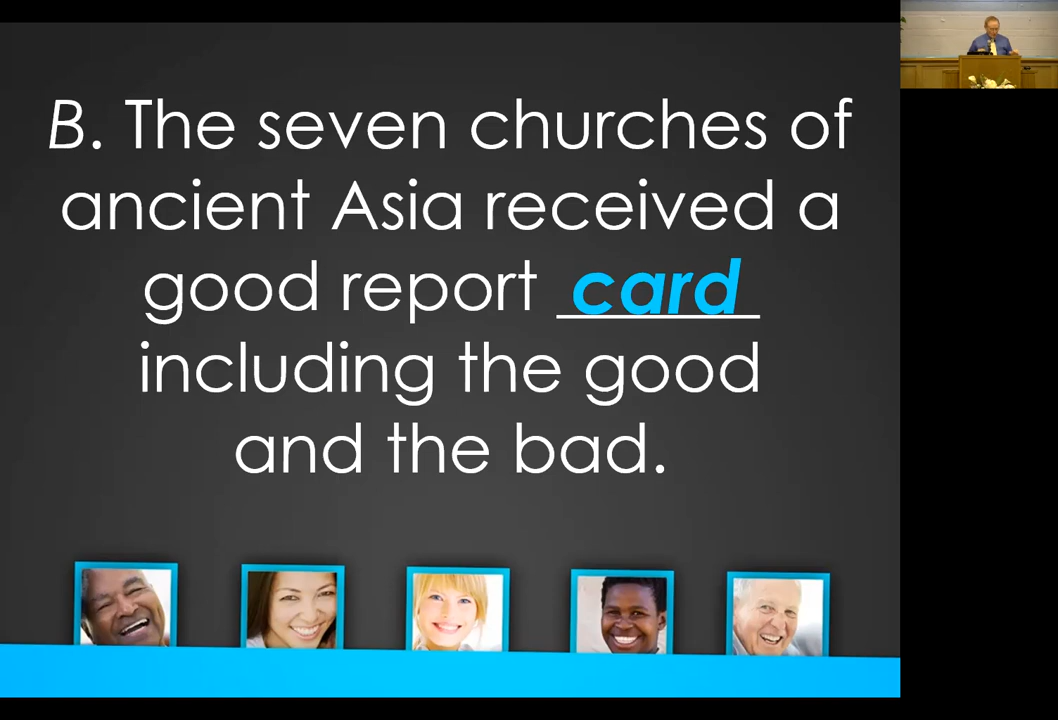 B. The seven churches of
ancient Asia received a
good report card
including the good
and the bad.